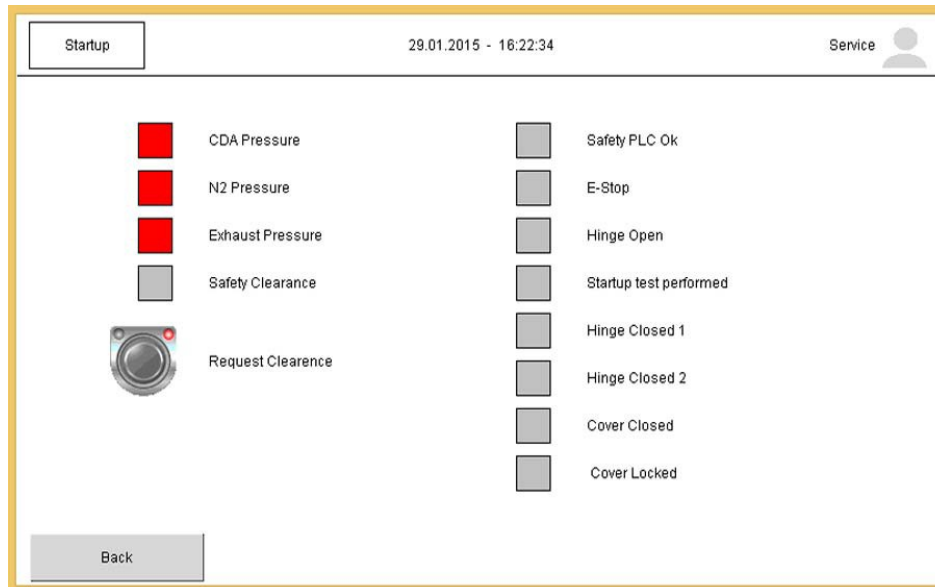 Startup
29.01.2015 - 16:22:34
Service
CDA Pressure
N2 Pressure
Exhaust Pressure
Safety Clearance
Request Clearence
Safety PLC Ok
E-Stop
Hinge Open
Startup test performed
Hinge Closed 1
Hinge Closed 2
Cover Closed
Cover Locked
Back